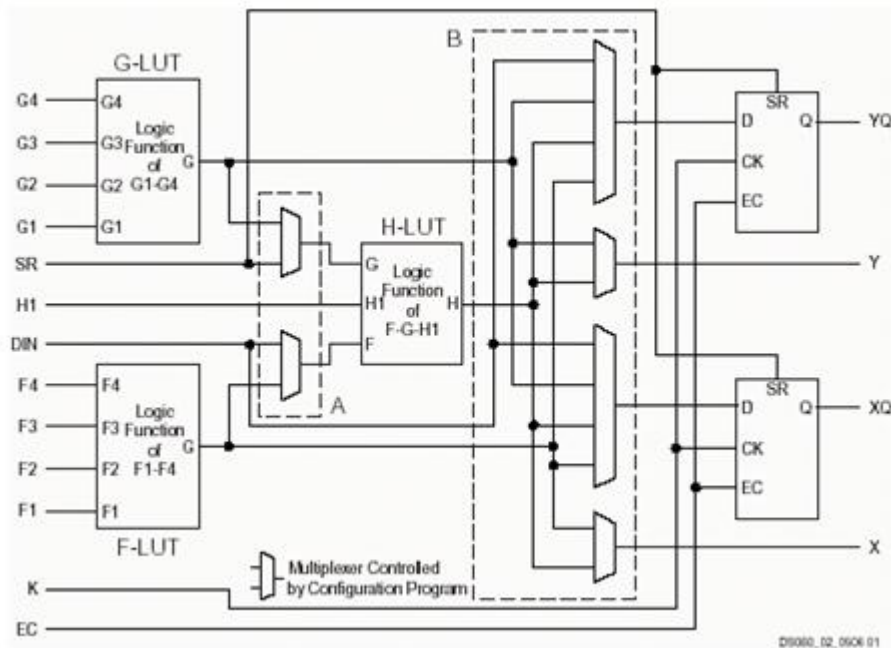 G-LUT
G4
G3
G2
G1
SR
H1
DIN
F4
F3
F2
F1
K
EC
G4
G3
G2
G1
Logic
Function
of
G1-G4
G
H-LUT
G
H1
F
Logic
Function
of
F-G-H1
H
A
B
F4
F3
F2
F1
Logic
Function
of
F1-F4
G
F-LUT
Multiplexer Controlled
by Configuration Program
SR
D
Q
CK
EC
YQ
Y
SR
D
Q
CK
EC
XQ
X
DS060_02_0506 01